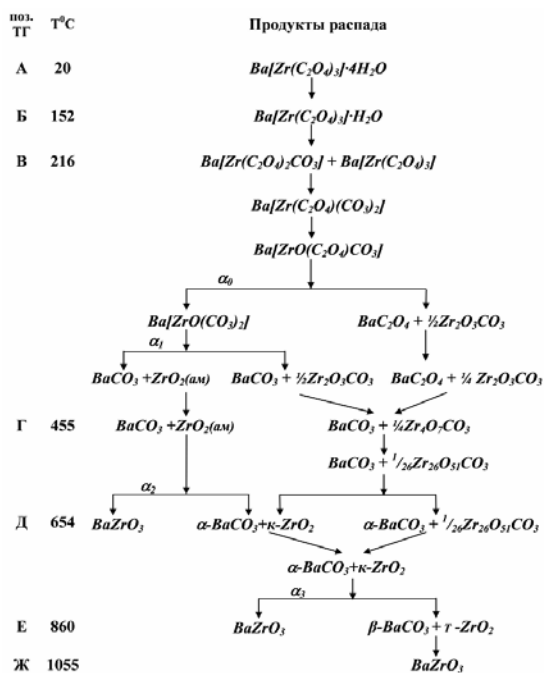 поз. ТГ T⁰C Продукты распада
А 20 Ba[Zr(C₂O₄)₃]·4H₂O
Б 152 Ba[Zr(C₂O₄)₃]·H₂O
В 216 Ba[Zr(C₂O₄)₂CO₃] + Ba[Zr(C₂O₄)₃]
Ba[Zr(C₂O₄)(CO₃)₂]
Ba[ZrO(C₂O₄)CO₃]
α₀
Ba[ZrO(CO₃)₂] BaC₂O₄ + ½Zr₂O₃CO₃
α₁
BaCO₃ +ZrO₂(ам) BaCO₃ + ½Zr₂O₃CO₃ BaC₂O₄ + ¼ Zr₂O₃CO₃
Г 455 BaCO₃ +ZrO₂(ам) BaCO₃ + ¼Zr₄O₇CO₃
BaCO₃ + ¹/₂₆Zr₂₆O₅₁CO₃
α₂
Д 654 BaZrO₃ α-BaCO₃+к-ZrO₂ α-BaCO₃ + ¹/₂₆Zr₂₆O₅₁CO₃
α-BaCO₃+к-ZrO₂
α₃
Е 860 BaZrO₃ β-BaCO₃ + т -ZrO₂
Ж 1055 BaZrO₃